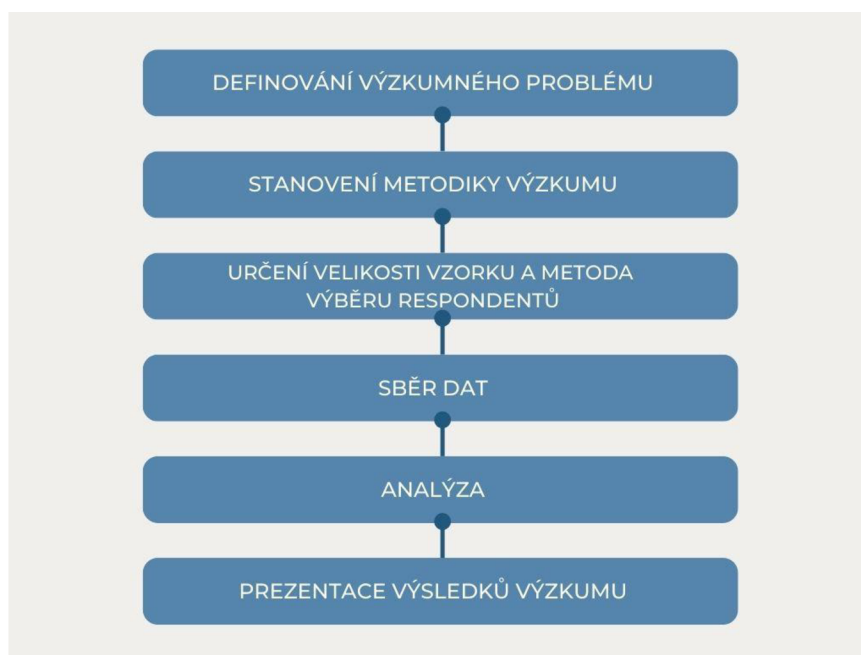 DEFINOVÁNÍ VÝZKUMNÉHO PROBLÉMU
STANOVENÍ METODIKY VÝZKUMU
URČENÍ VELIKOSTI VZORKU A METODA
VÝBĚRU RESPONDENTŮ
SBĚR DAT
ANALÝZA
PREZENTACE VÝSLEDKŮ VÝZKUMU